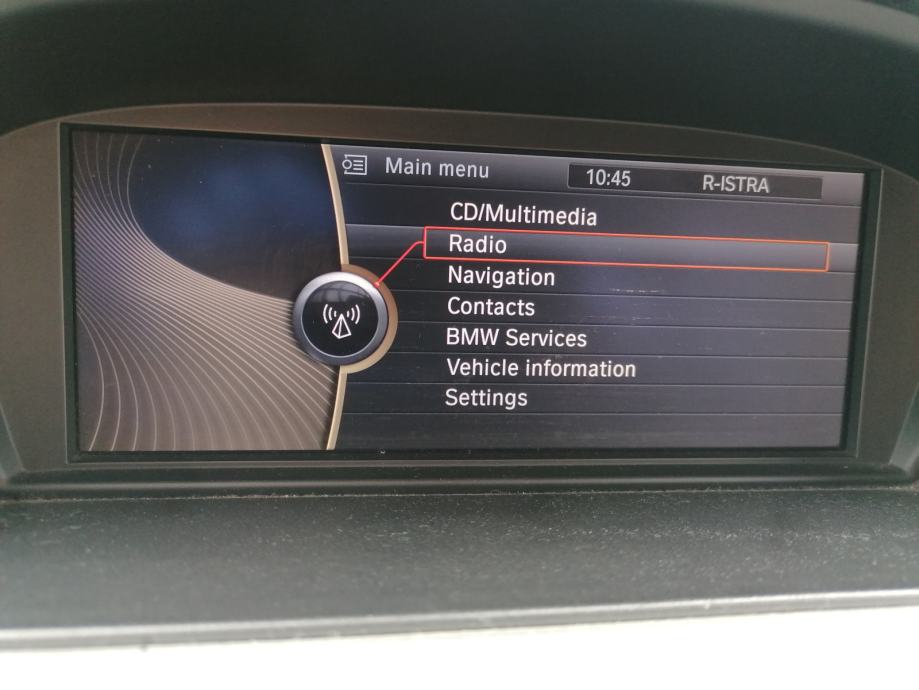 Main menu 10:45 R-ISTRA
CD/Multimedia
Radio
Navigation
Contacts
BMW Services
Vehicle information
Settings